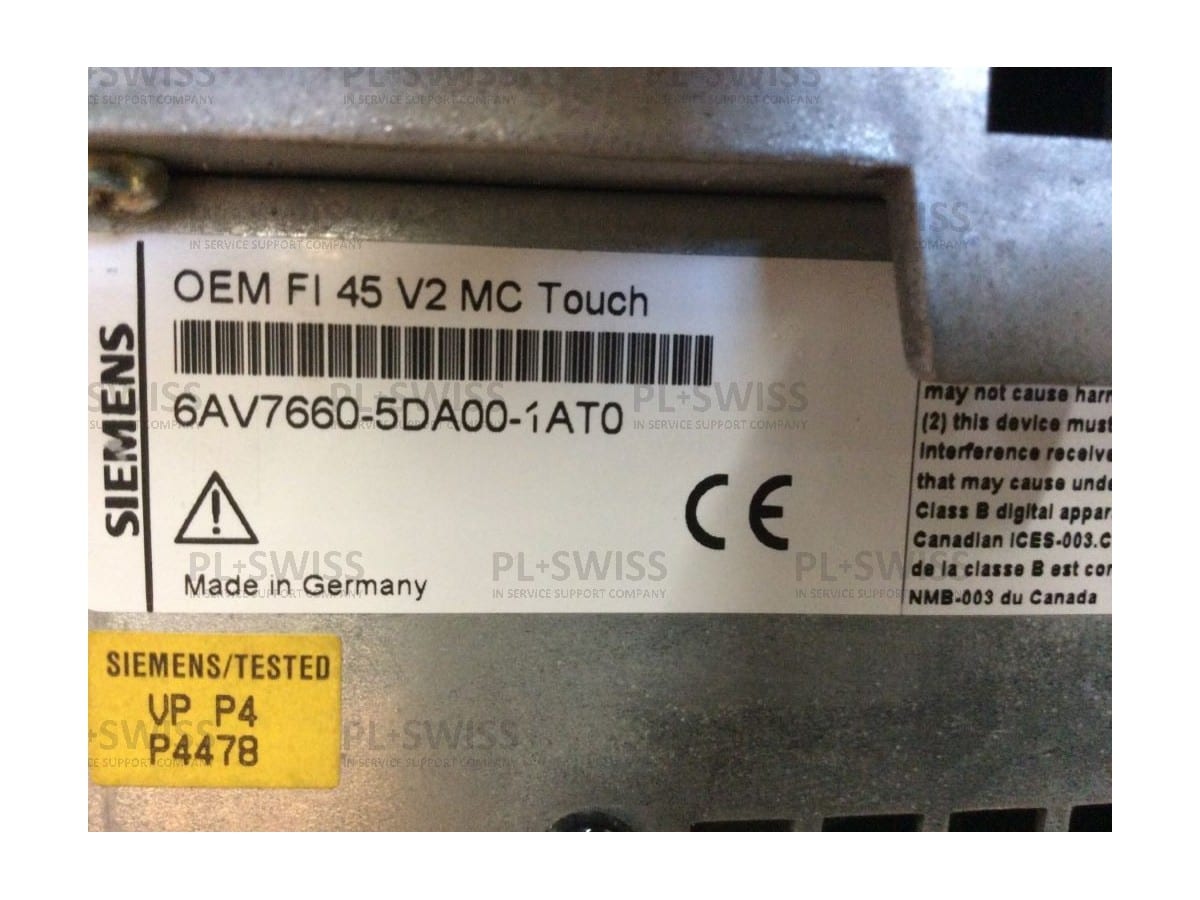 SIEMENS
OEM FI 45 V2 MC Touch
6AV7660-5DA00-1AT0
CE
Made in Germany
may not cause harm
(2) this device must
interference receive
that may cause unde
Class B digital appar
Canadian ICES-003.C
de la classe B est con
NMB-003 du Canada
SIEMENS/TESTED
VP P4
P4478
PL+SWISS
IN SERVICE SUPPORT COMPANY